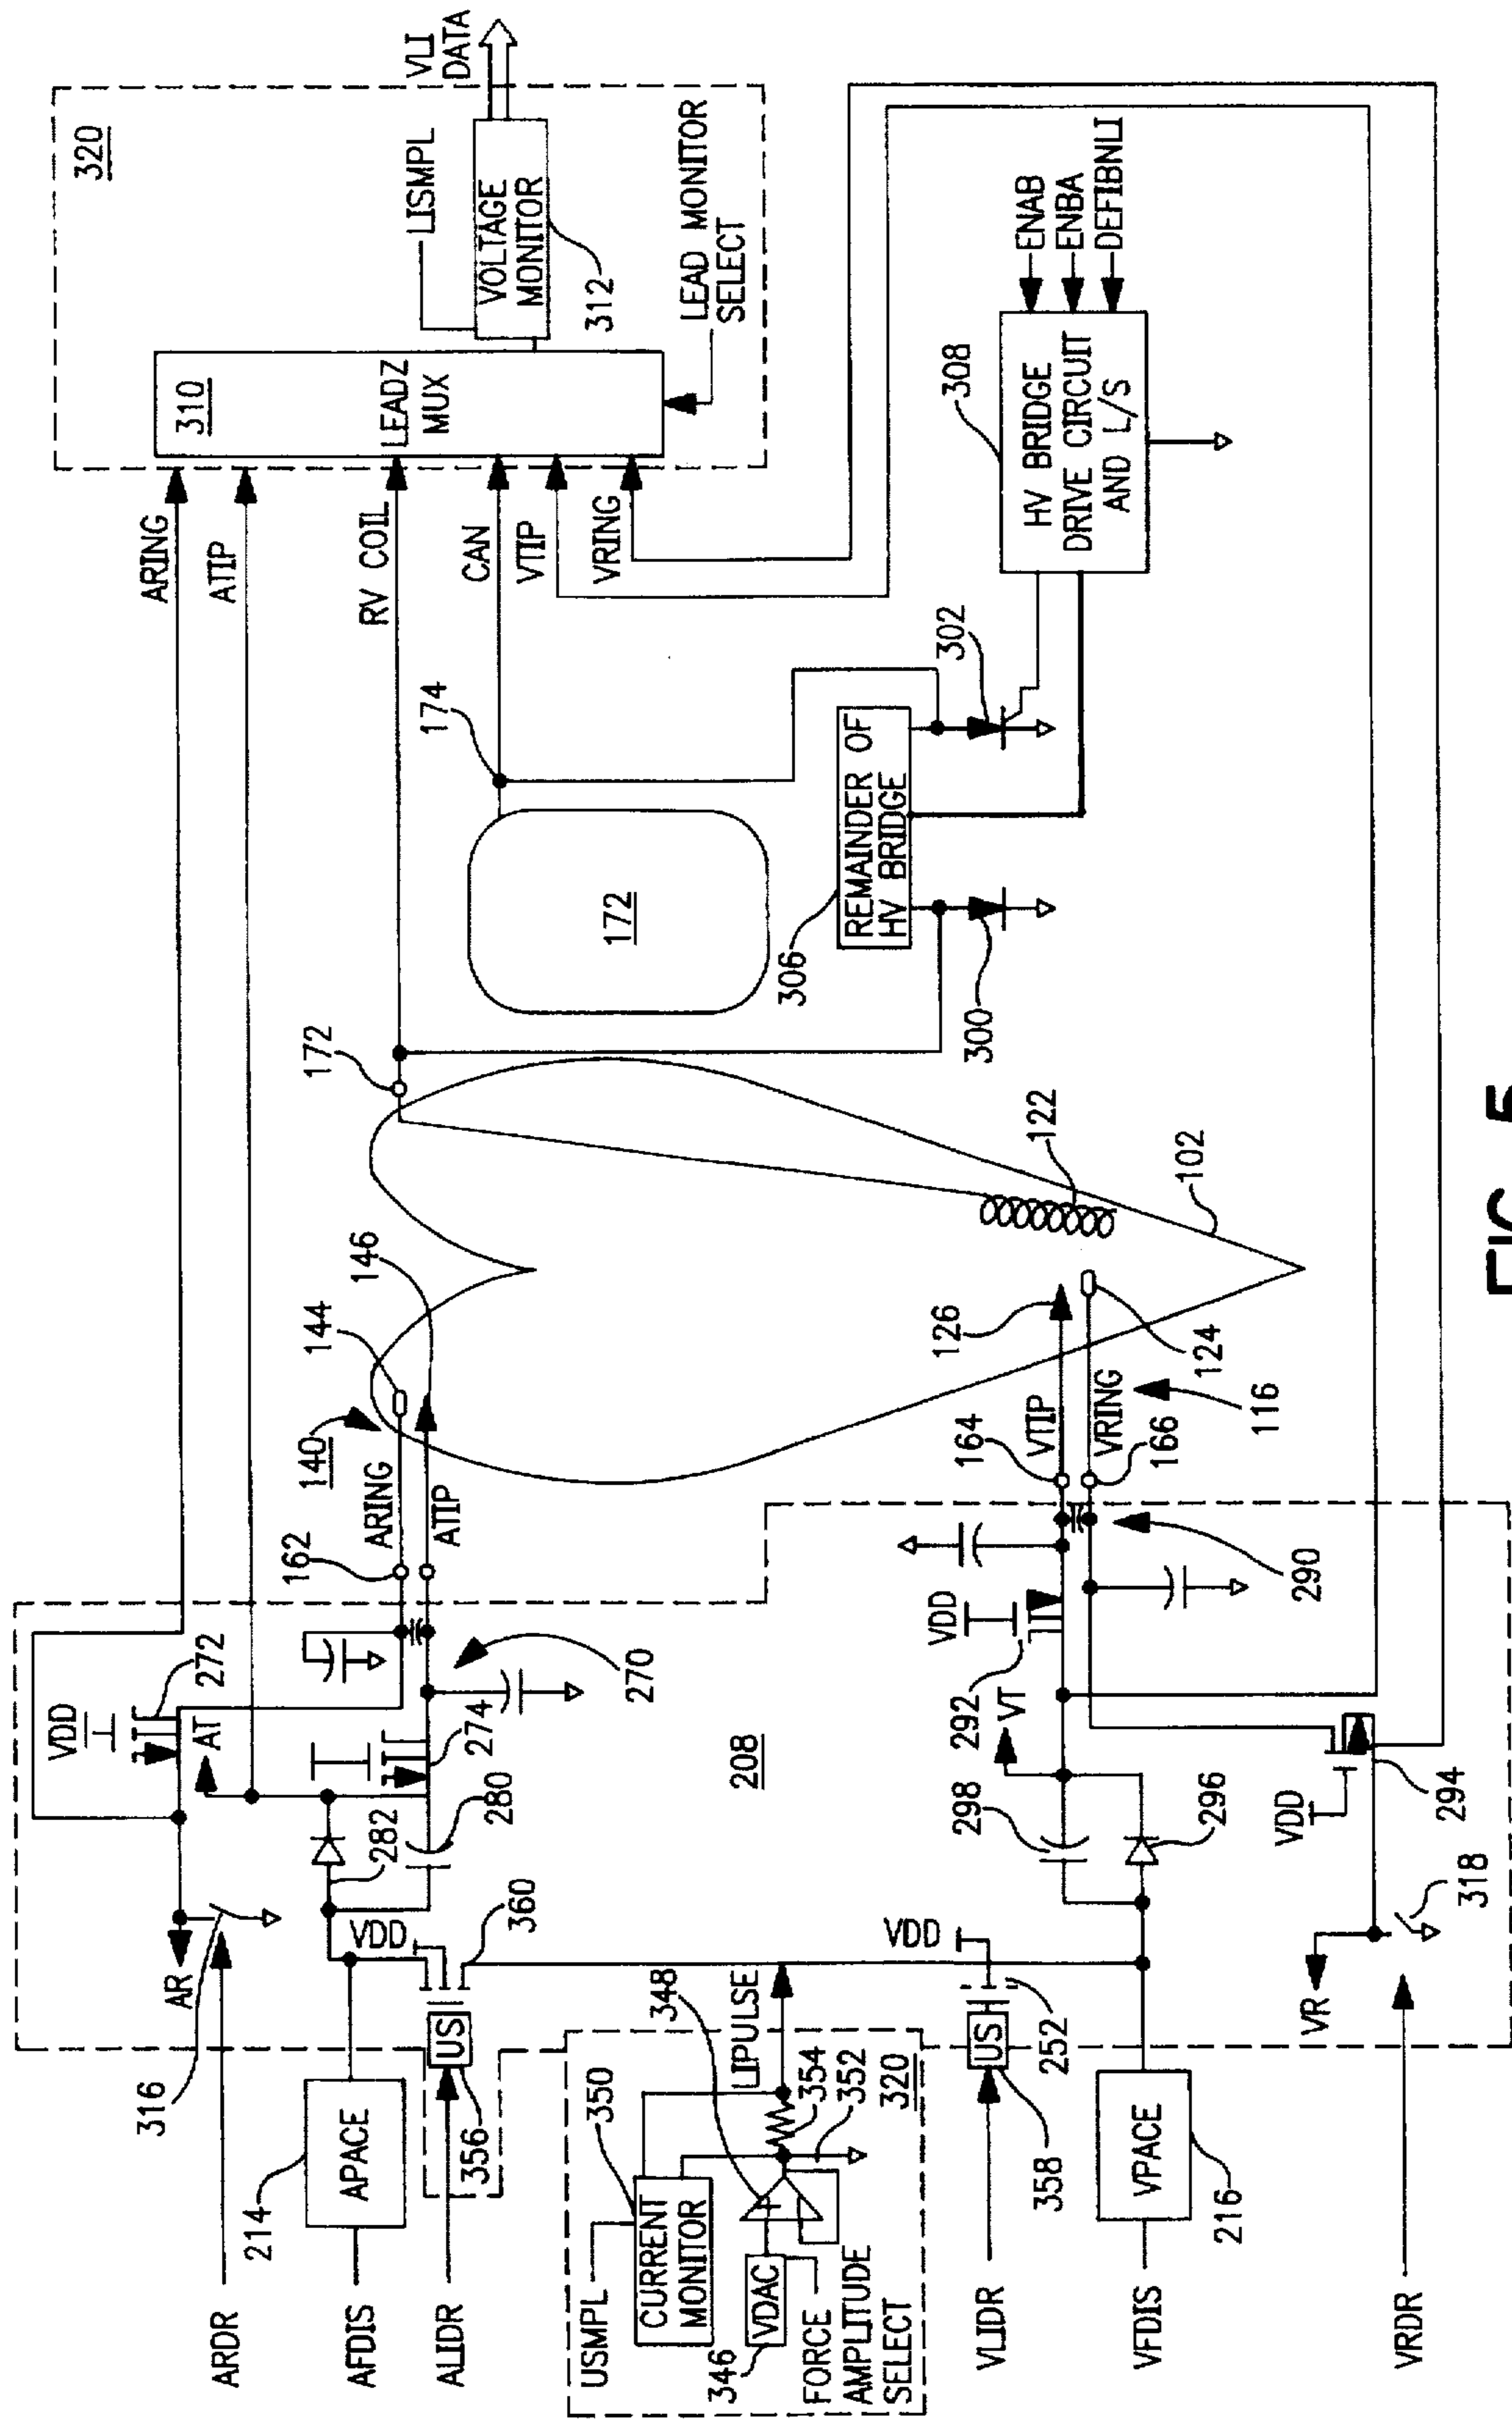 320
VLI
DATA
LISMPL
VOLTAGE
MONITOR
312
LEAD MONITOR
SELECT
310
LEADZ
MUX
ARING
ATIP
RV COIL
CAN
VTIP
VRING
ENAB
ENBA
DEFIBNLI
308
HV BRIDGE
DRIVE CIRCUIT
AND L/S
302
174
172
REMAINDER OF
HV BRIDGE
306
300
172
122
102
146
144
140
126
124
116
ARING
ATIP
162
VTIP
164
VRING
166
290
VDD
272
AT
270
274
280
282
208
VDD
292
VT
298
296
VDD
294
318
AR
316
VDD
360
VDD
252
VR
ARDR
214
APACE
AFDIS
US
356
ALIDR
350
CURRENT
MONITOR
USMPL
348
LIPULSE
354
352
320
VDAC
346
FORCE
AMPLITUDE
SELECT
US
358
VLIDR
VPACE
216
VFDIS
VRDR